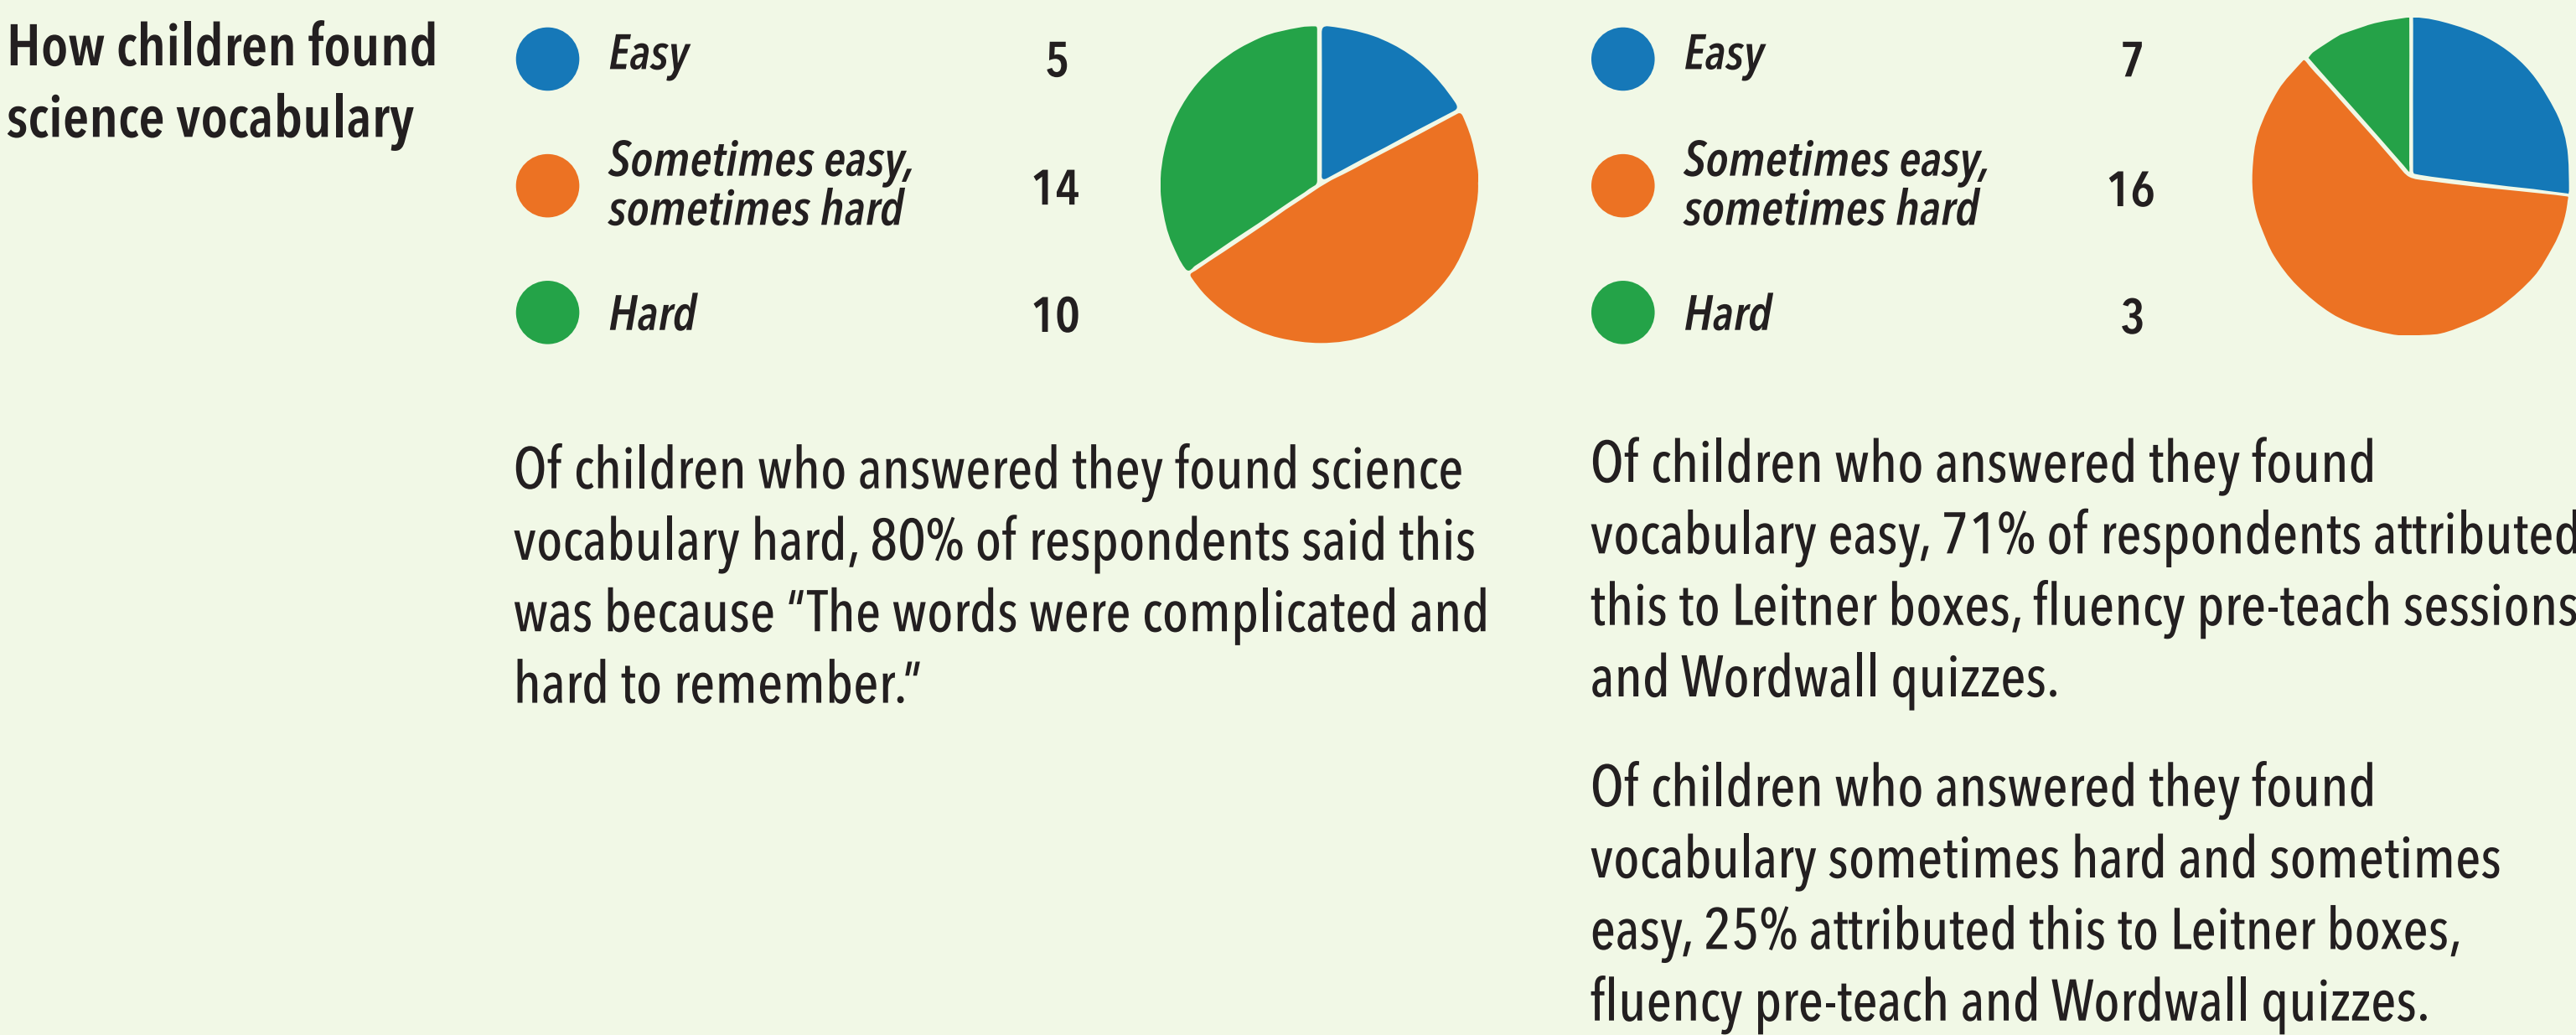 How children found
science vocabulary
Easy 5
Sometimes easy,
sometimes hard 14
Hard 10
Of children who answered they found science
vocabulary hard, 80% of respondents said this
was because “The words were complicated and
hard to remember.”
Easy 7
Sometimes easy,
sometimes hard 16
Hard 3
Of children who answered they found
vocabulary easy, 71% of respondents attributed
this to Leitner boxes, fluency pre-teach sessions
and Wordwall quizzes.
Of children who answered they found
vocabulary sometimes hard and sometimes
easy, 25% attributed this to Leitner boxes,
fluency pre-teach and Wordwall quizzes.